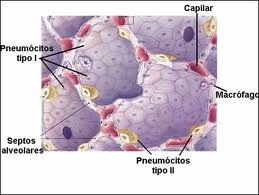 Capilar
Pneumócitos
tipo I
Macrófago
Septos
alveolares
Pneumócitos
tipo II